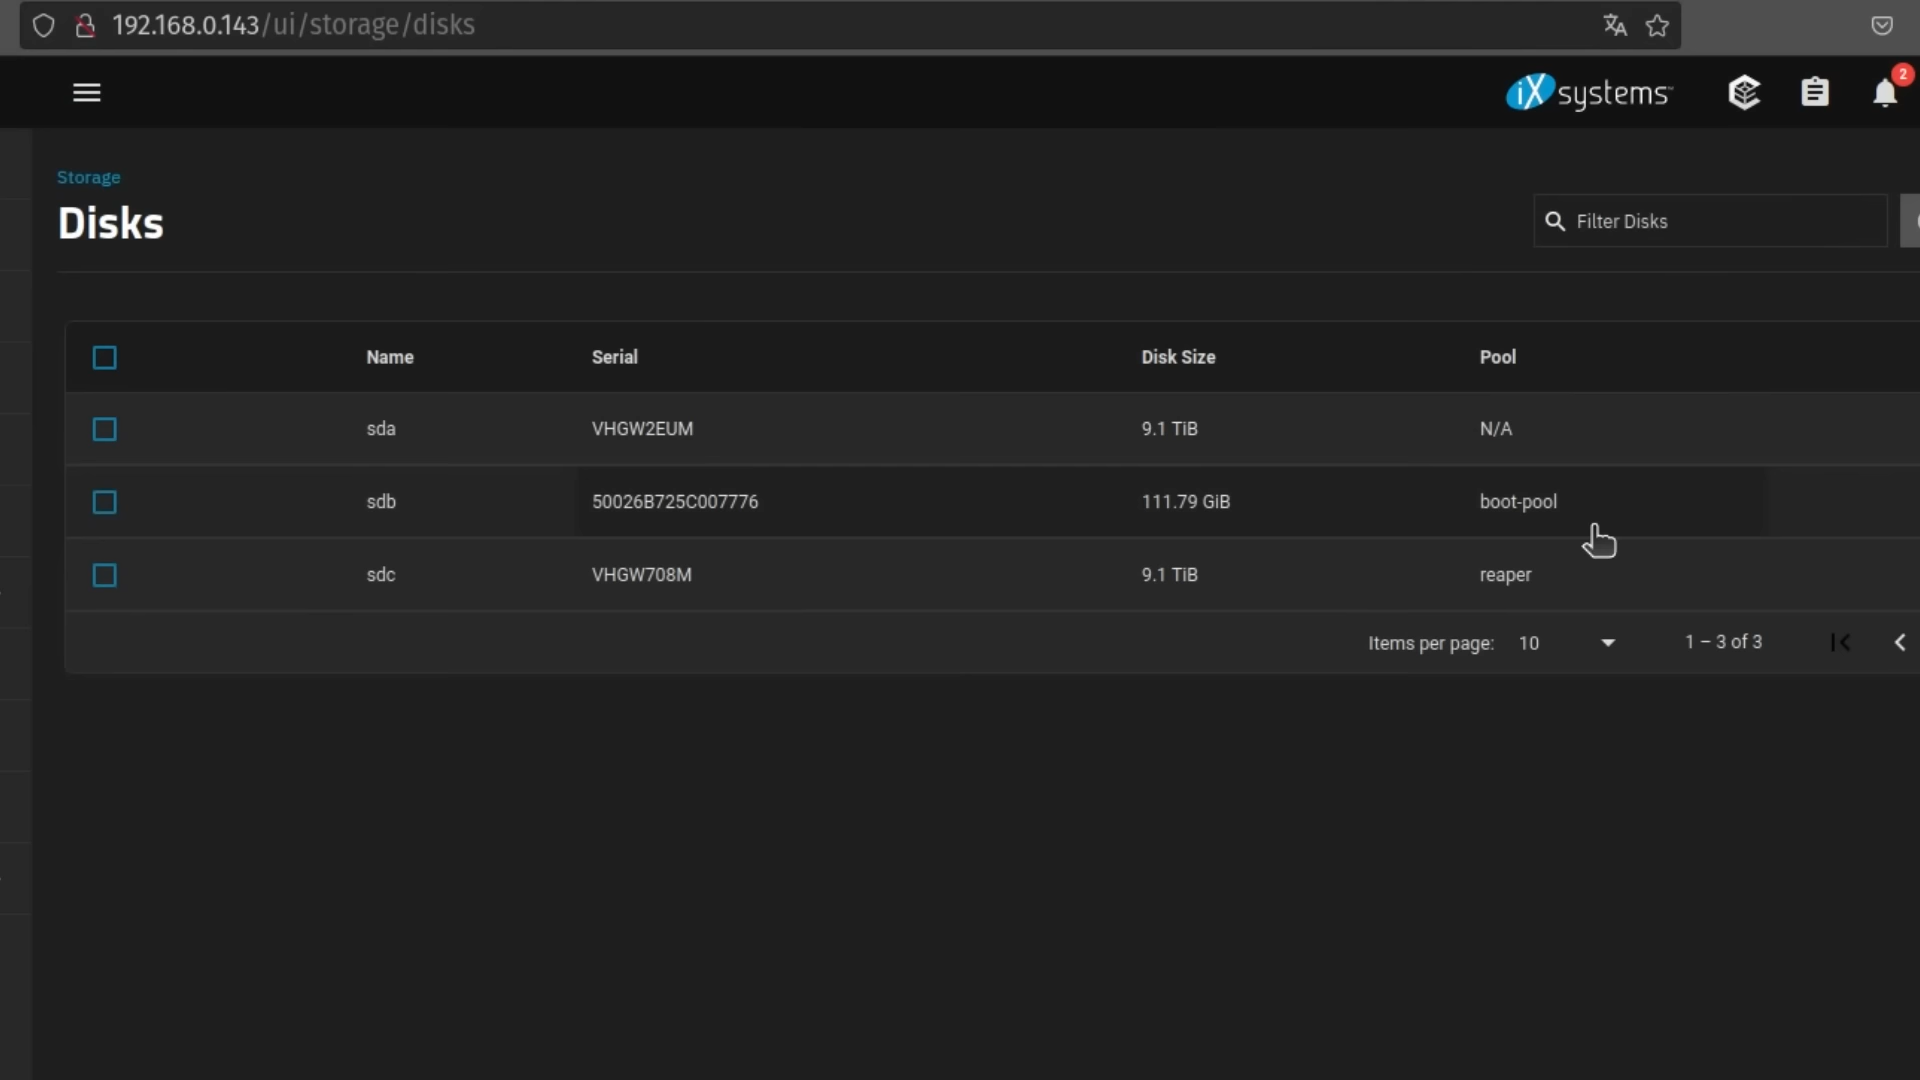 192.168.0.143/ui/storage/disks
iXsystems™
2
Storage
Disks
Filter Disks
Name Serial Disk Size Pool
sda VHGW2EUM 9.1 TiB N/A
sdb 50026B725C007776 111.79 GiB boot-pool
sdc VHGW708M 9.1 TiB reaper
Items per page: 10 1 – 3 of 3